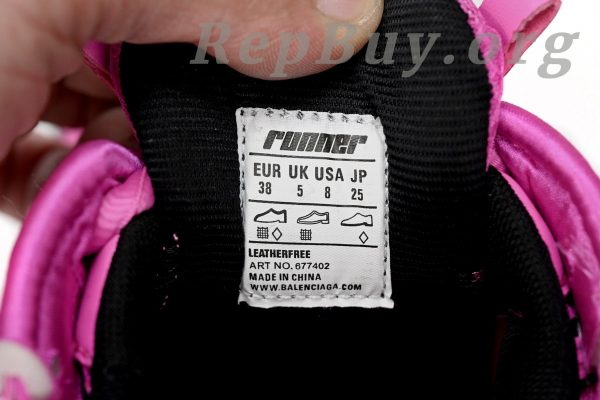 RepBuy.org
runner
EUR UK USA JP
38 5 8 25
LEATHERFREE
ART NO. 677402
MADE IN CHINA
WWW.BALENCIAGA.COM